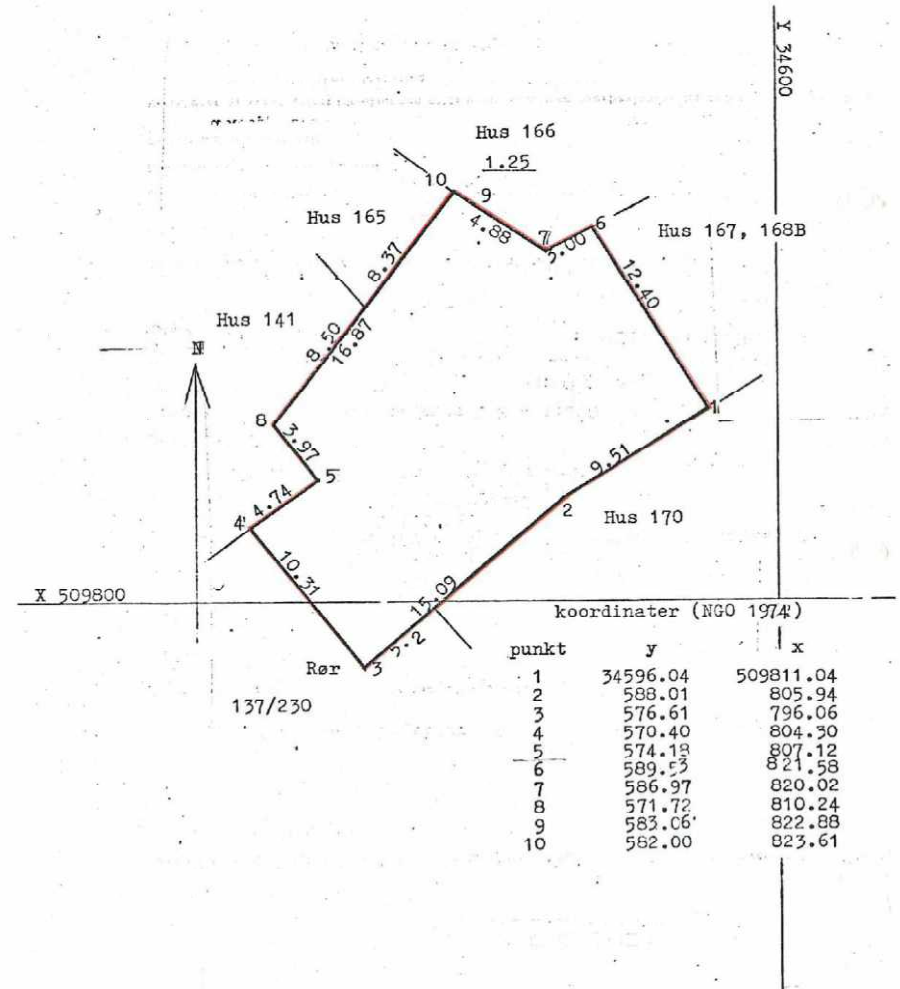 Y 34600
Hus 166
1.25
10
9
Hus 165
4.88
7
3.00
6
Hus 167, 168B
8.37
12.40
Hus 141
8.50
16.87
N
1
8
3.97
5
9.51
4.74
4
2
Hus 170
10.31
15.09
X 509800
koordinater (NGO 1974)
5.2
Rør
3
137/230
punkt y x
1 34596.04 509811.04
2 588.01 805.94
3 576.61 796.06
4 570.40 804.30
5 574.18 807.12
6 589.53 821.58
7 586.97 820.02
8 571.72 810.24
9 583.06 822.88
10 582.00 823.61